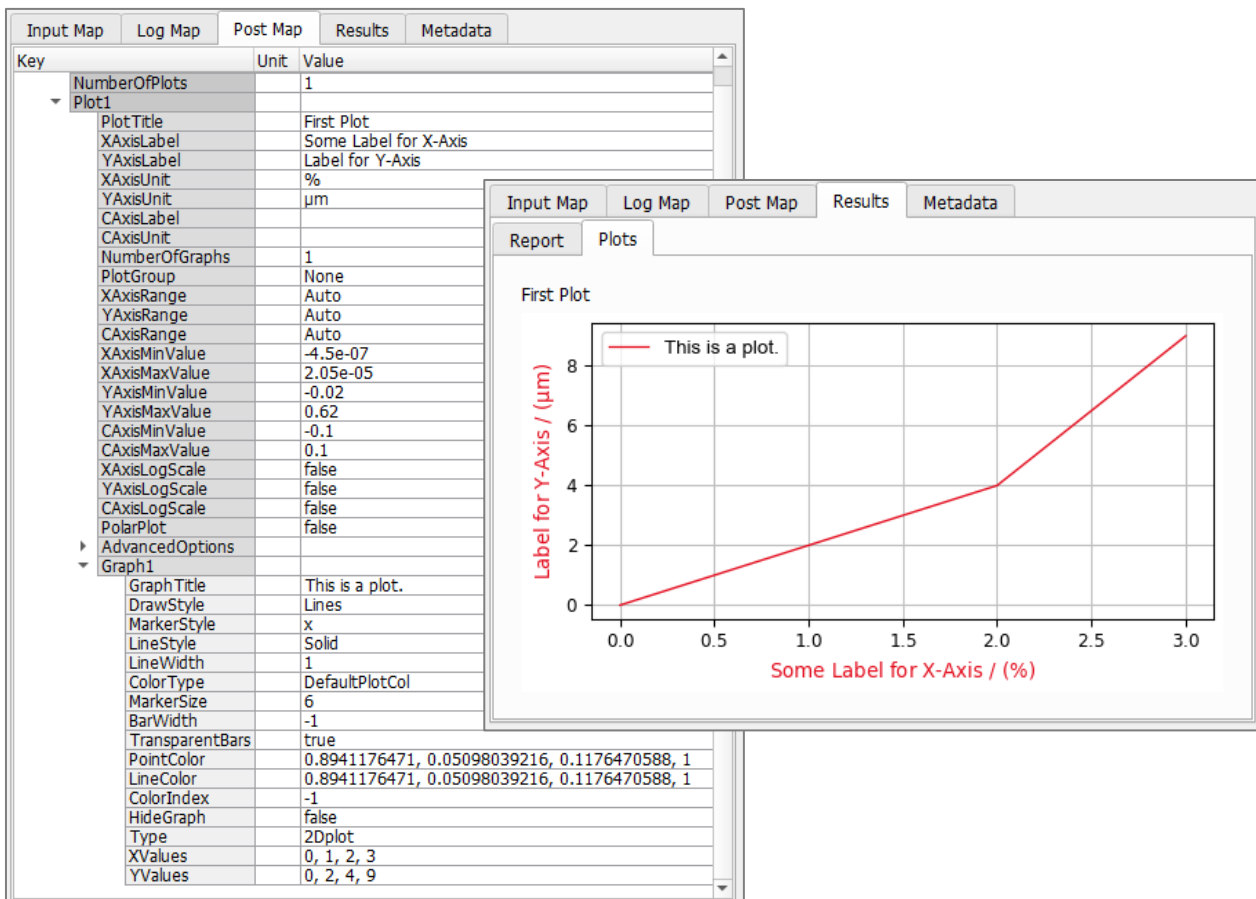 Input Map Log Map Post Map Results Metadata
Key Unit Value
NumberOfPlots 1
Plot1
PlotTitle First Plot
XAxisLabel Some Label for X-Axis
YAxisLabel Label for Y-Axis
XAxisUnit %
YAxisUnit µm
CAxisLabel
CAxisUnit
NumberOfGraphs 1
PlotGroup None
XAxisRange Auto
YAxisRange Auto
CAxisRange Auto
XAxisMinValue -4.5e-07
XAxisMaxValue 2.05e-05
YAxisMinValue -0.02
YAxisMaxValue 0.62
CAxisMinValue -0.1
CAxisMaxValue 0.1
XAxisLogScale false
YAxisLogScale false
CAxisLogScale false
PolarPlot false
AdvancedOptions
Graph1
GraphTitle This is a plot.
DrawStyle Lines
MarkerStyle x
LineStyle Solid
LineWidth 1
ColorType DefaultPlotCol
MarkerSize 6
BarWidth -1
TransparentBars true
PointColor 0.8941176471, 0.05098039216, 0.1176470588, 1
LineColor 0.8941176471, 0.05098039216, 0.1176470588, 1
ColorIndex -1
HideGraph false
Type 2Dplot
XValues 0, 1, 2, 3
YValues 0, 2, 4, 9
Input Map Log Map Post Map Results Metadata
Report Plots
First Plot
This is a plot.
Label for Y-Axis / (µm)
8
6
4
2
0
0.0 0.5 1.0 1.5 2.0 2.5 3.0
Some Label for X-Axis / (%)